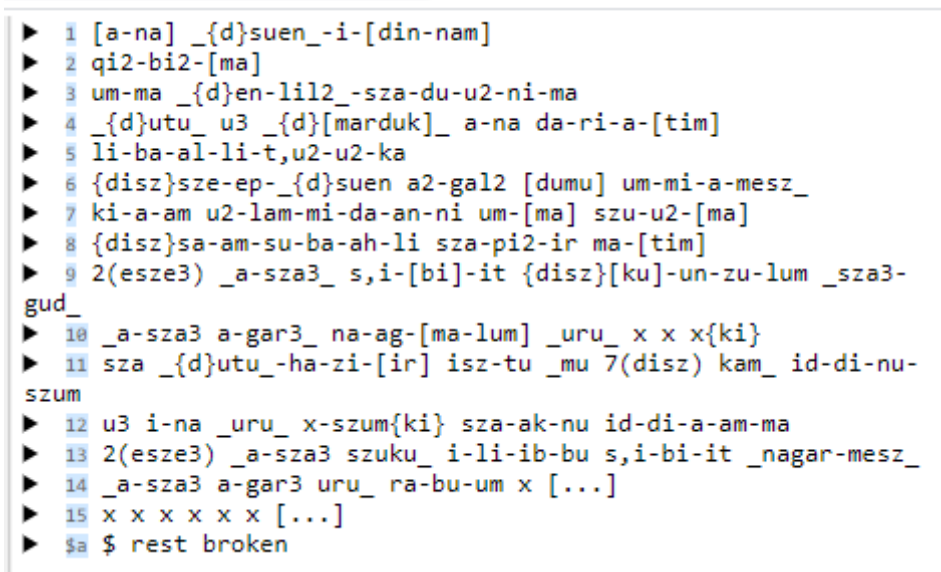 ▶ 1 [a-na] _{d}suen_-i-[din-nam]
▶ 2 qi2-bi2-[ma]
▶ 3 um-ma _{d}en-lil2_-sza-du-u2-ni-ma
▶ 4 _{d}utu_ u3 _{d}[marduk]_ a-na da-ri-a-[tim]
▶ 5 li-ba-al-li-t,u2-u2-ka
▶ 6 {disz}sze-ep-_{d}suen a2-gal2 [dumu] um-mi-a-mesz_
▶ 7 ki-a-am u2-lam-mi-da-an-ni um-[ma] szu-u2-[ma]
▶ 8 {disz}sa-am-su-ba-ah-li sza-pi2-ir ma-[tim]
▶ 9 2(esze3) _a-sza3_ s,i-[bi]-it {disz}[ku]-un-zu-lum _sza3-
gud_
▶ 10 _a-sza3 a-gar3_ na-ag-[ma-lum] _uru_ x x x{ki}
▶ 11 sza _{d}utu_-ha-zi-[ir] isz-tu _mu 7(disz) kam_ id-di-nu-
szum
▶ 12 u3 i-na _uru_ x-szum{ki} sza-ak-nu id-di-a-am-ma
▶ 13 2(esze3) _a-sza3 szuku_ i-li-ib-bu s,i-bi-it _nagar-mesz_
▶ 14 _a-sza3 a-gar3 uru_ ra-bu-um x [...]
▶ 15 x x x x x x [...]
▶ $a $ rest broken